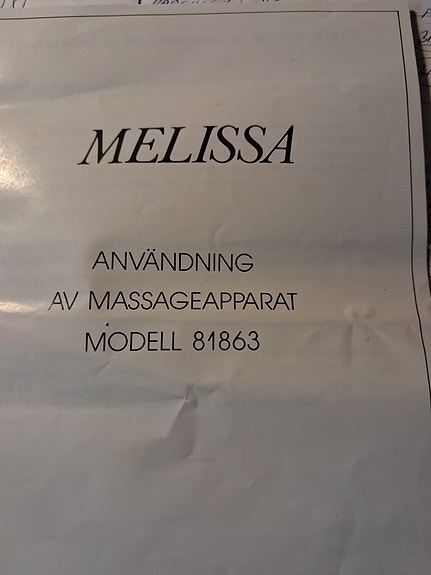 MELISSA
ANVÄNDNING
AV MASSAGEAPPARAT
MODELL 81863